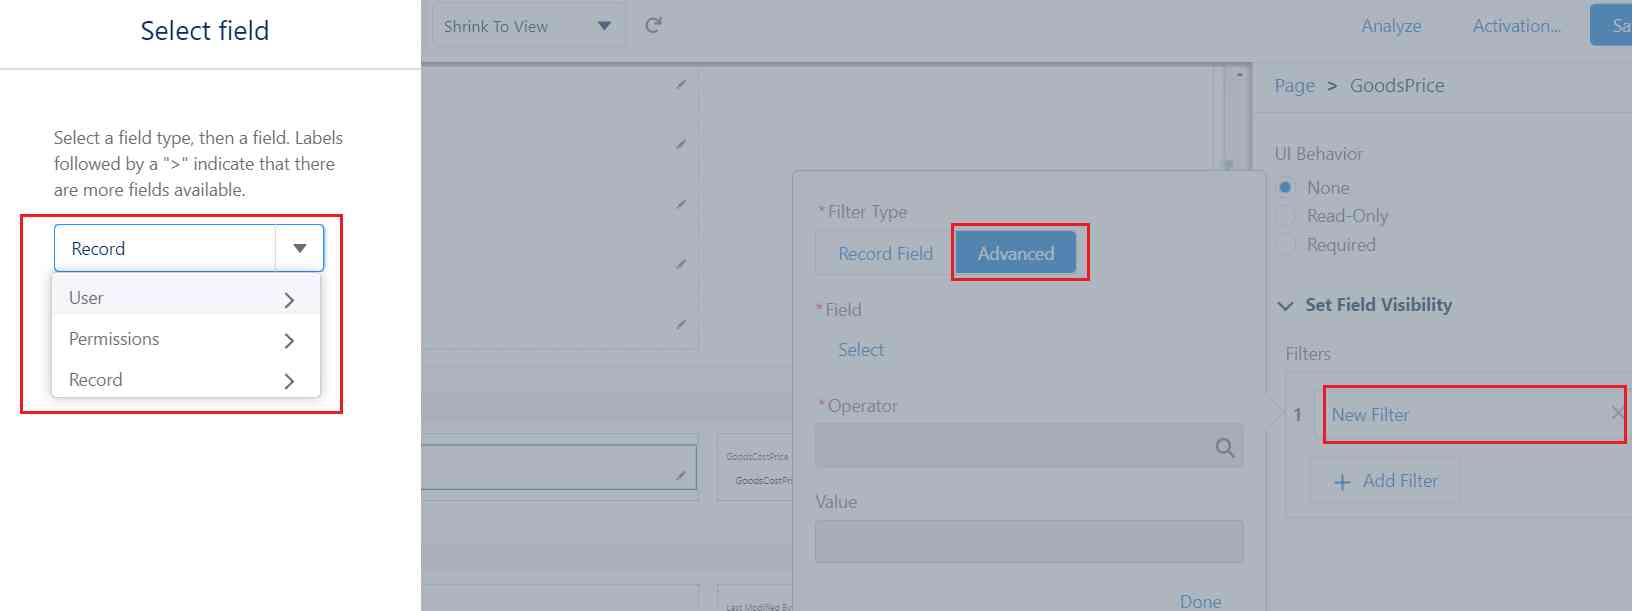 Select field
Select a field type, then a field. Labels
followed by a ">" indicate that there
are more fields available.
Record
User
Permissions
Record
Shrink To View
Analyze
Activation...
Sa
Page > GoodsPrice
UI Behavior
None
Read-Only
Required
Set Field Visibility
Filters
1 New Filter
+ Add Filter
*Filter Type
Record Field
Advanced
*Field
Select
*Operator
Value
Done
GoodsCostPrice
GoodsCostPri
Last Modified By